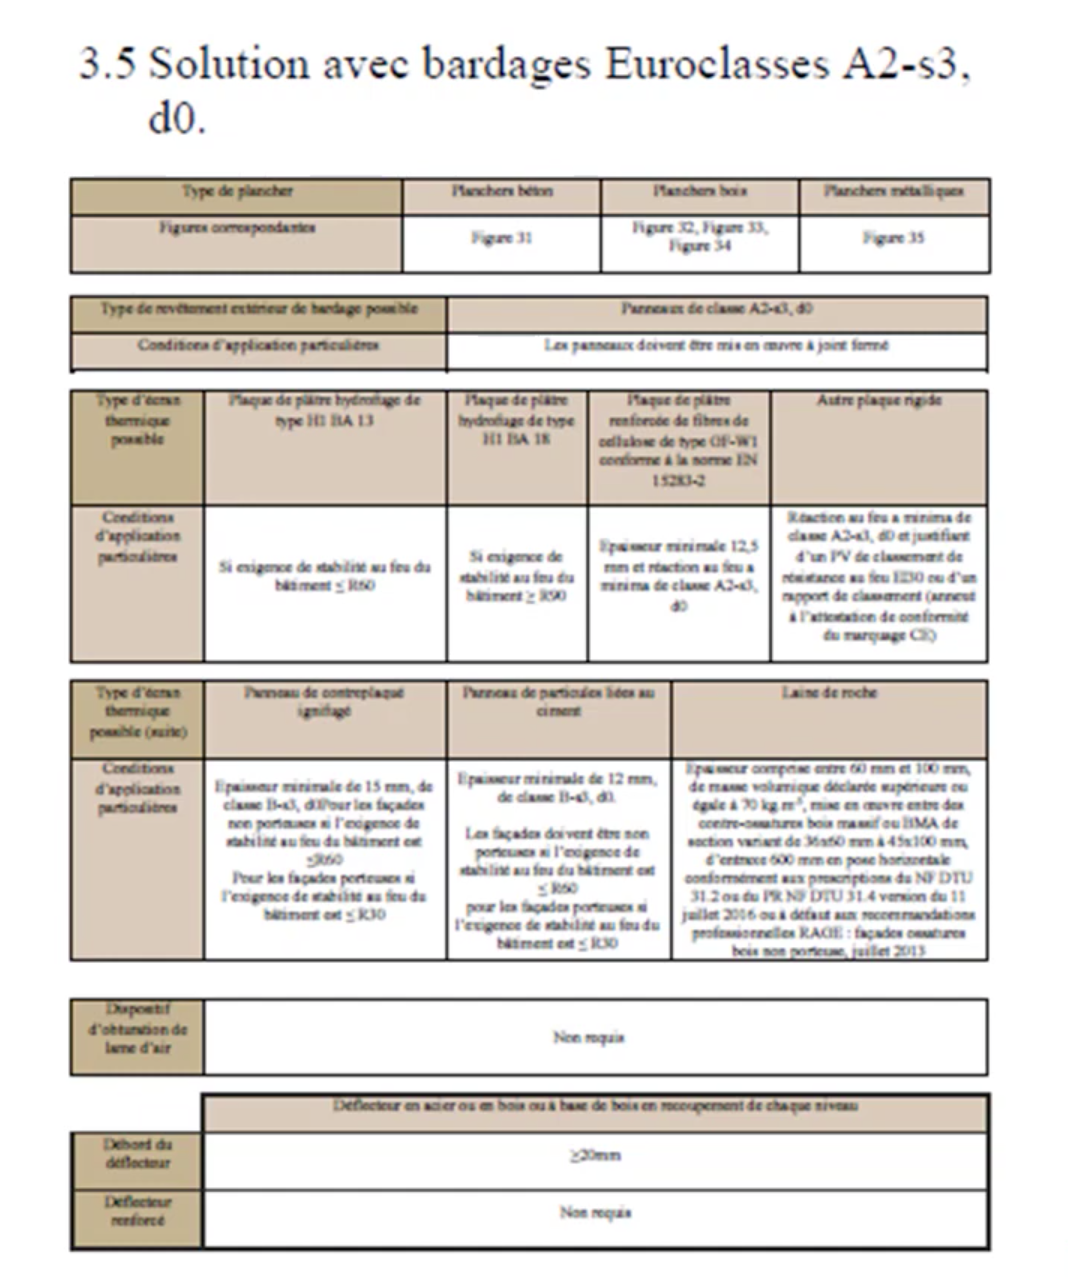 3.5 Solution avec bardages Euroclasses A2-s3,
d0.
Type de plancher
Planchers béton
Planchers bois
Planchers métalliques
Figures correspondantes
Figure 31
Figure 32, Figure 33,
Figure 34
Figure 35
Type de revêtement extérieur de bardage possible
Panneaux de classe A2-s3, d0
Conditions d'application particulières
Les panneaux doivent être mis en œuvre à joint fermé
Type d'écran
thermique
possible
Plaque de plâtre hydrofuge de
type H1 BA 13
Plaque de plâtre
hydrofuge de type
H1 BA 18
Plaque de plâtre
renforcée de fibres de
cellulose de type GF-W1
conforme à la norme EN
15283-2
Autre plaque rigide
Conditions
d'application
particulières
Si exigence de stabilité au feu du
bâtiment ≤ R60
Si exigence de
stabilité au feu du
bâtiment ≥ R90
Epaisseur minimale 12,5
mm et réaction au feu a
minima de classe A2-s3,
d0
Réaction au feu a minima de
classe A2-s3, d0 et justifiant
d'un PV de classement de
résistance au feu EI30 ou d'un
rapport de classement (annexé
à l'attestation de conformité
du marquage CE)
Type d'écran
thermique
possible (suite)
Panneau de contreplaqué
ignifugé
Panneau de particules liées au
ciment
Laine de roche
Conditions
d'application
particulières
Epaisseur minimale de 15 mm, de
classe B-s3, d0Pour les façades
non porteuses si l'exigence de
stabilité au feu du bâtiment est
≤R60
Pour les façades porteuses si
l'exigence de stabilité au feu du
bâtiment est ≤ R30
Epaisseur minimale de 12 mm,
de classe B-s3, d0.
Les façades doivent être non
porteuses si l'exigence de
stabilité au feu du bâtiment est
≤ R60
pour les façades porteuses si
l'exigence de stabilité au feu du
bâtiment est ≤ R30
Epaisseur comprise entre 60 mm et 100 mm,
de masse volumique déclarée supérieure ou
égale à 70 kg.m⁻³, mise en œuvre entre des
contre-ossatures bois massif ou BMA de
section variant de 36x60 mm à 45x100 mm,
d'entraxe 600 mm en pose horizontale
conformément aux prescriptions du NF DTU
31.2 ou du PR NF DTU 31.4 version du 11
juillet 2016 ou à défaut aux recommandations
professionnelles RAGE : façades ossatures
bois non porteuse, juillet 2013
Dispositif
d'obturation de
lame d'air
Non requis
Déflecteur en acier ou en bois ou à base de bois en recoupement de chaque niveau
Débord du
déflecteur
≥20mm
Déflecteur
renforcé
Non requis